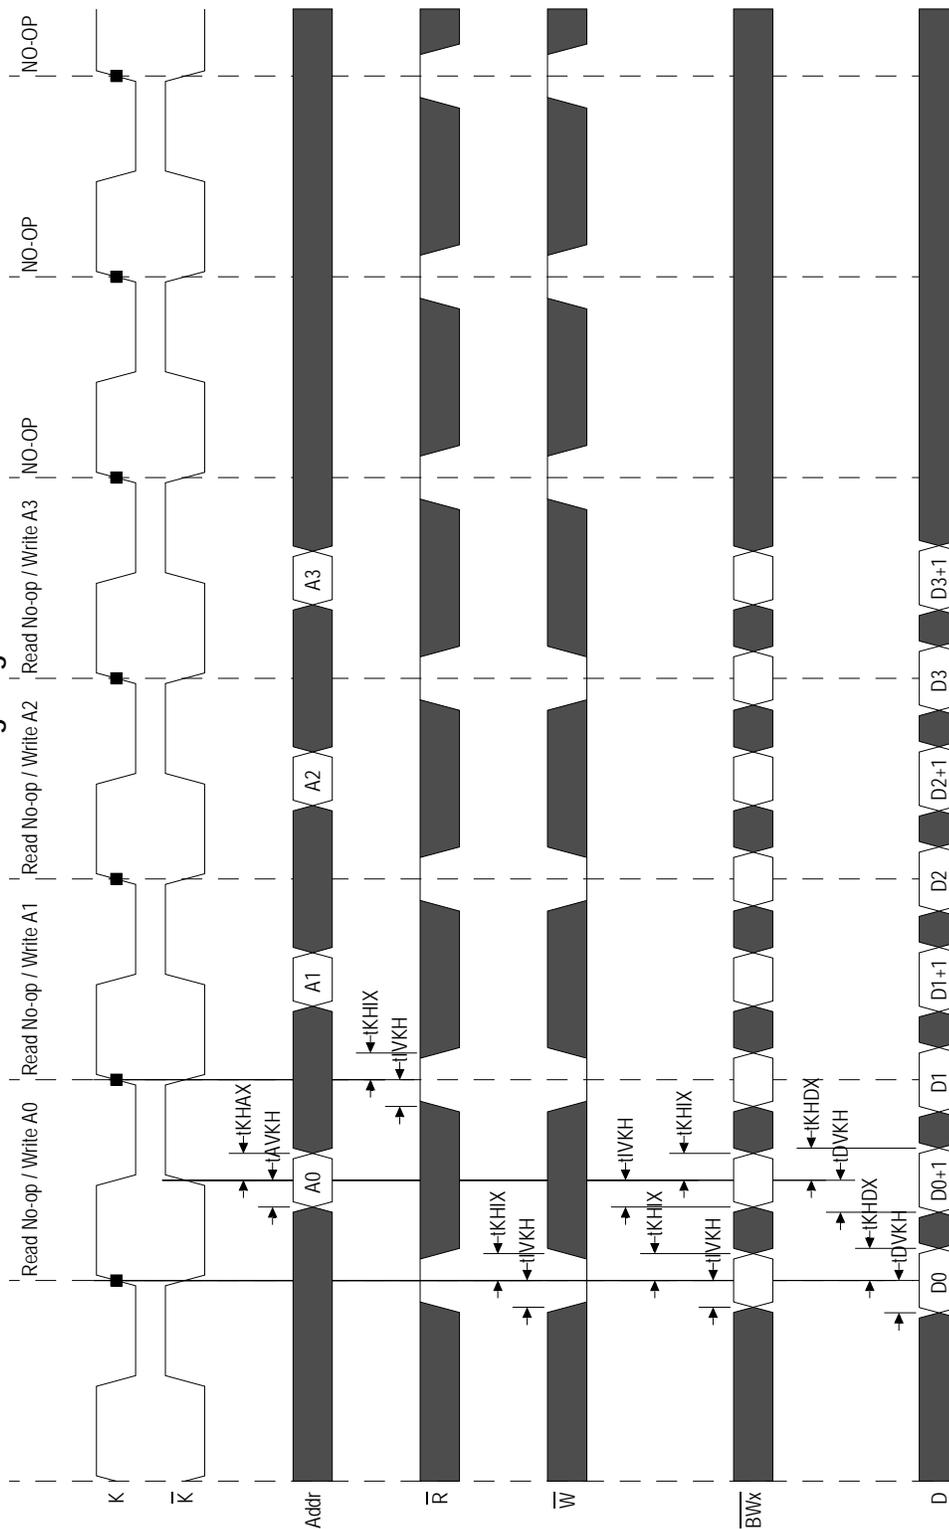 Read No-op / Write A0
Read No-op / Write A1
Read No-op / Write A2
Read No-op / Write A3
NO-OP
NO-OP
NO-OP
K
K
tKHAX
tAVKH
Addr
A0
A1
A2
A3
tKHIX
tIVKH
R
tKHIX
tIVKH
W
tIVKH
tKHIX
tKHIX
tIVKH
BWx
tKHDX
tDVKH
tKHDX
tDVKH
D
D0
D0+1
D1
D1+1
D2
D2+1
D3
D3+1